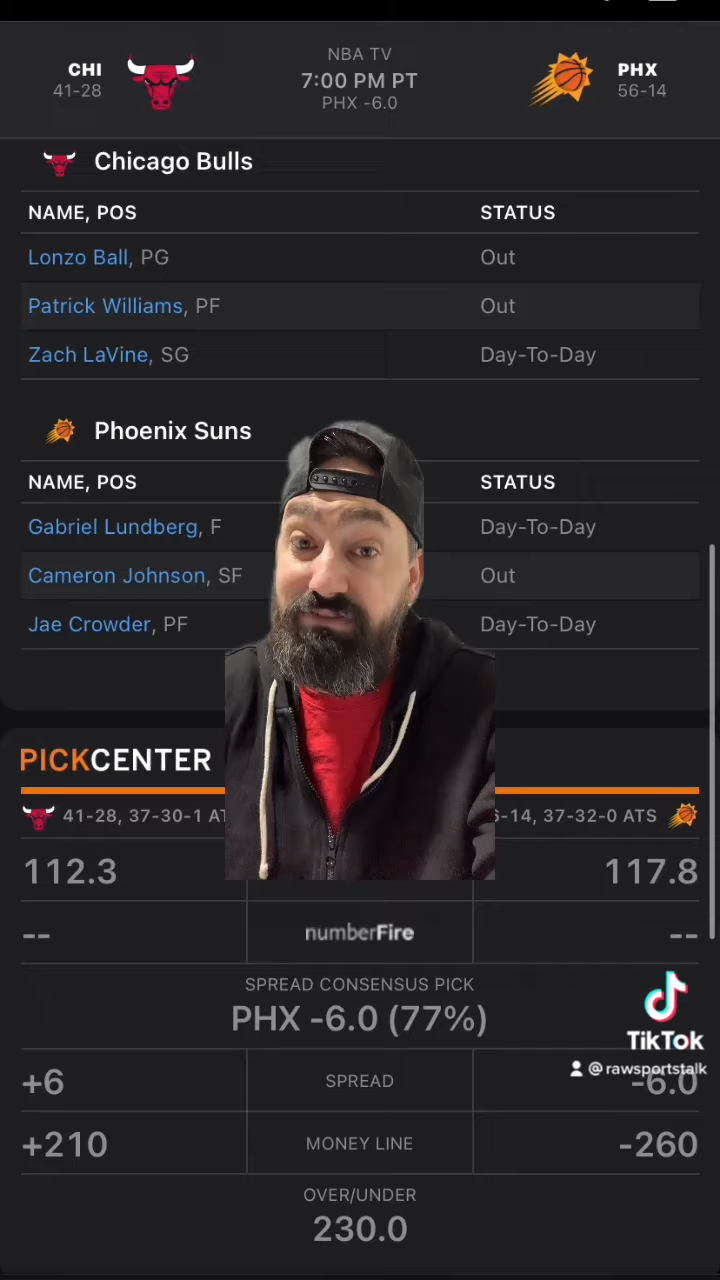 NBA TV
CHI
7:00 PM PT
PHX
41-28
PHX -6.0
56-14
Chicago Bulls
NAME, POS
STATUS
Lonzo Ball, PG
Out
Patrick Williams, PF
Out
Zach LaVine, SG
Day-To-Day
Phoenix Suns
NAME, POS
STATUS
Gabriel Lundberg, F
Day-To-Day
Cameron Johnson, SF
Out
Jae Crowder, PF
Day-To-Day
PICKCENTER
41-28, 37-30-1 AT
-14, 37-32-0 ATS
112.3
117.8
--
numberFire
--
SPREAD CONSENSUS PICK
PHX -6.0 (77%)
TikTok
@rawsportstalk
+6
SPREAD
-6.0
+210
MONEY LINE
-260
OVER/UNDER
230.0